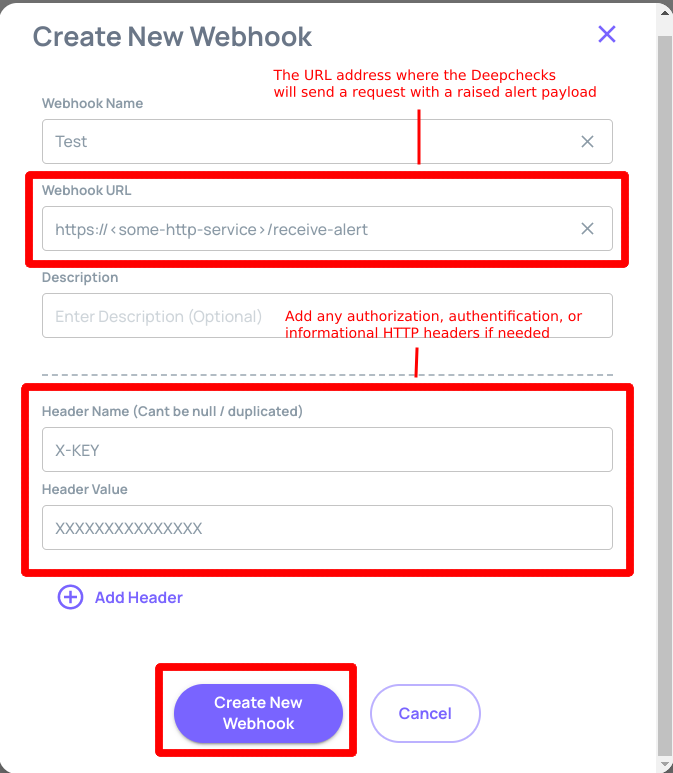 Create New Webhook
The URL address where the Deepchecks
will send a request with a raised alert payload
Webhook Name
Test
Webhook URL
https://<some-http-service>/receive-alert
Description
Enter Description (Optional)
Add any authorization, authentification, or
informational HTTP headers if needed
Header Name (Cant be null / duplicated)
X-KEY
Header Value
XXXXXXXXXXXXXXX
Add Header
Create New
Webhook
Cancel